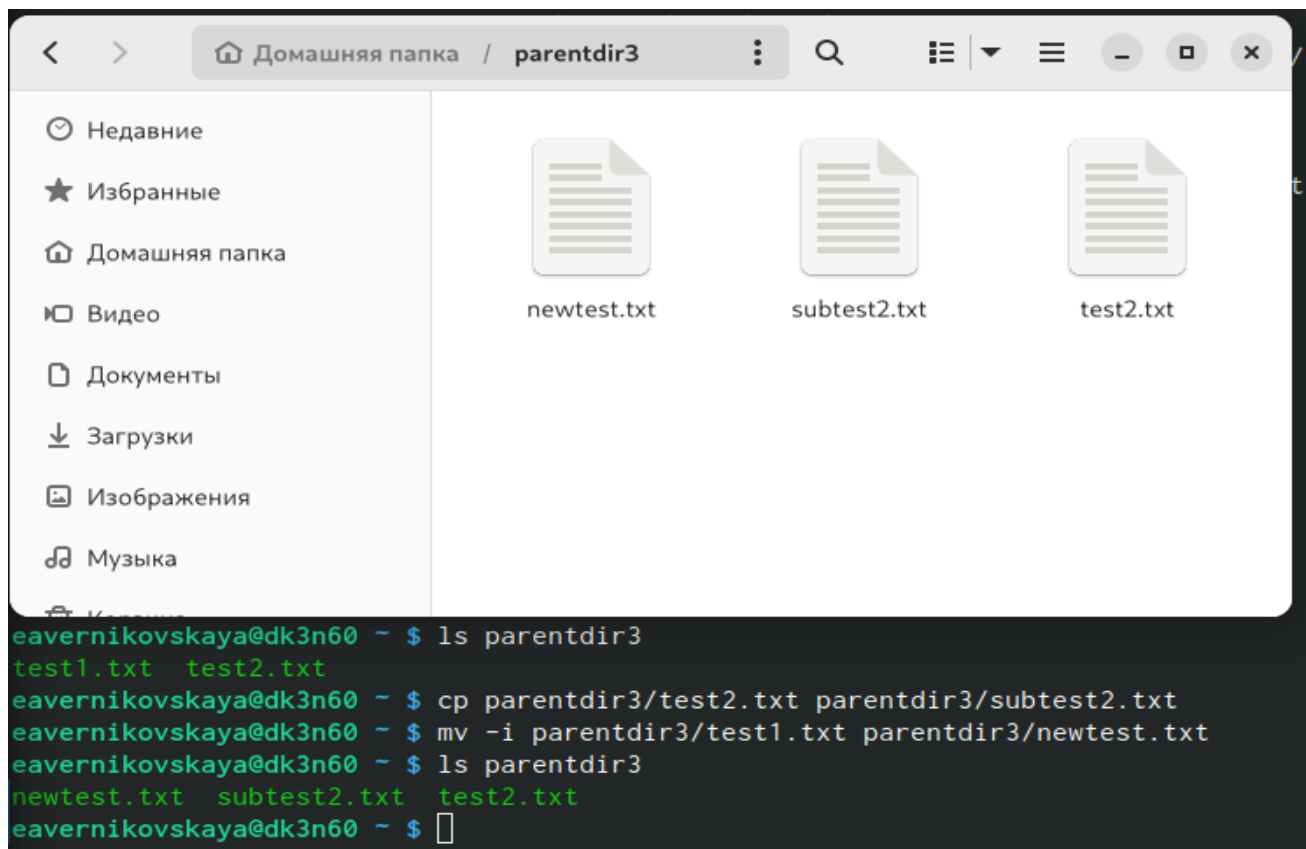 Домашняя папка / parentdir3
/
Недавние
Избранные
t
Домашняя папка
Видео
Документы
Загрузки
Изображения
Музыка
newtest.txt subtest2.txt test2.txt
eavernikovskaya@dk3n60 ~ $ ls parentdir3
test1.txt test2.txt
eavernikovskaya@dk3n60 ~ $ cp parentdir3/test2.txt parentdir3/subtest2.txt
eavernikovskaya@dk3n60 ~ $ mv -i parentdir3/test1.txt parentdir3/newtest.txt
eavernikovskaya@dk3n60 ~ $ ls parentdir3
newtest.txt subtest2.txt test2.txt
eavernikovskaya@dk3n60 ~ $